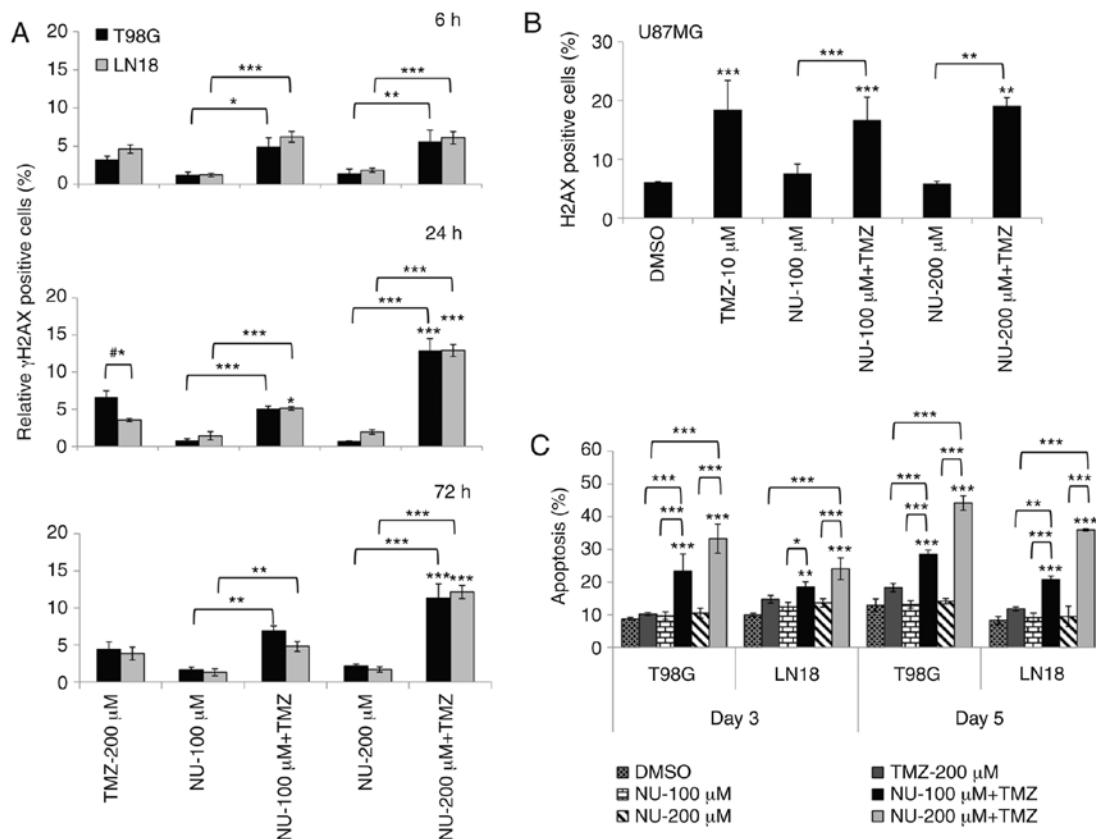 A
T98G
LN18
6 h
20
15
10
5
0
***
*
***
**
24 h
20
15
10
5
0
#*
***
***
*
***
***
*** ***
72 h
20
15
10
5
0
**
**
***
***
*** ***
Relative γH2AX positive cells (%)
TMZ-200 μM
NU-100 μM
NU-100 μM+TMZ
NU-200 μM
NU-200 μM+TMZ
B
U87MG
H2AX positive cells (%)
30
20
10
0
***
***
***
**
**
DMSO
TMZ-10 μM
NU-100 μM
NU-100 μM+TMZ
NU-200 μM
NU-200 μM+TMZ
C
Apoptosis (%)
60
50
40
30
20
10
0
***
***
***
***
***
***
***
*
**
***
***
***
***
***
***
***
***
***
**
***
***
***
***
T98G
LN18
T98G
LN18
Day 3
Day 5
DMSO
TMZ-200 μM
NU-100 μM
NU-100 μM+TMZ
NU-200 μM
NU-200 μM+TMZ